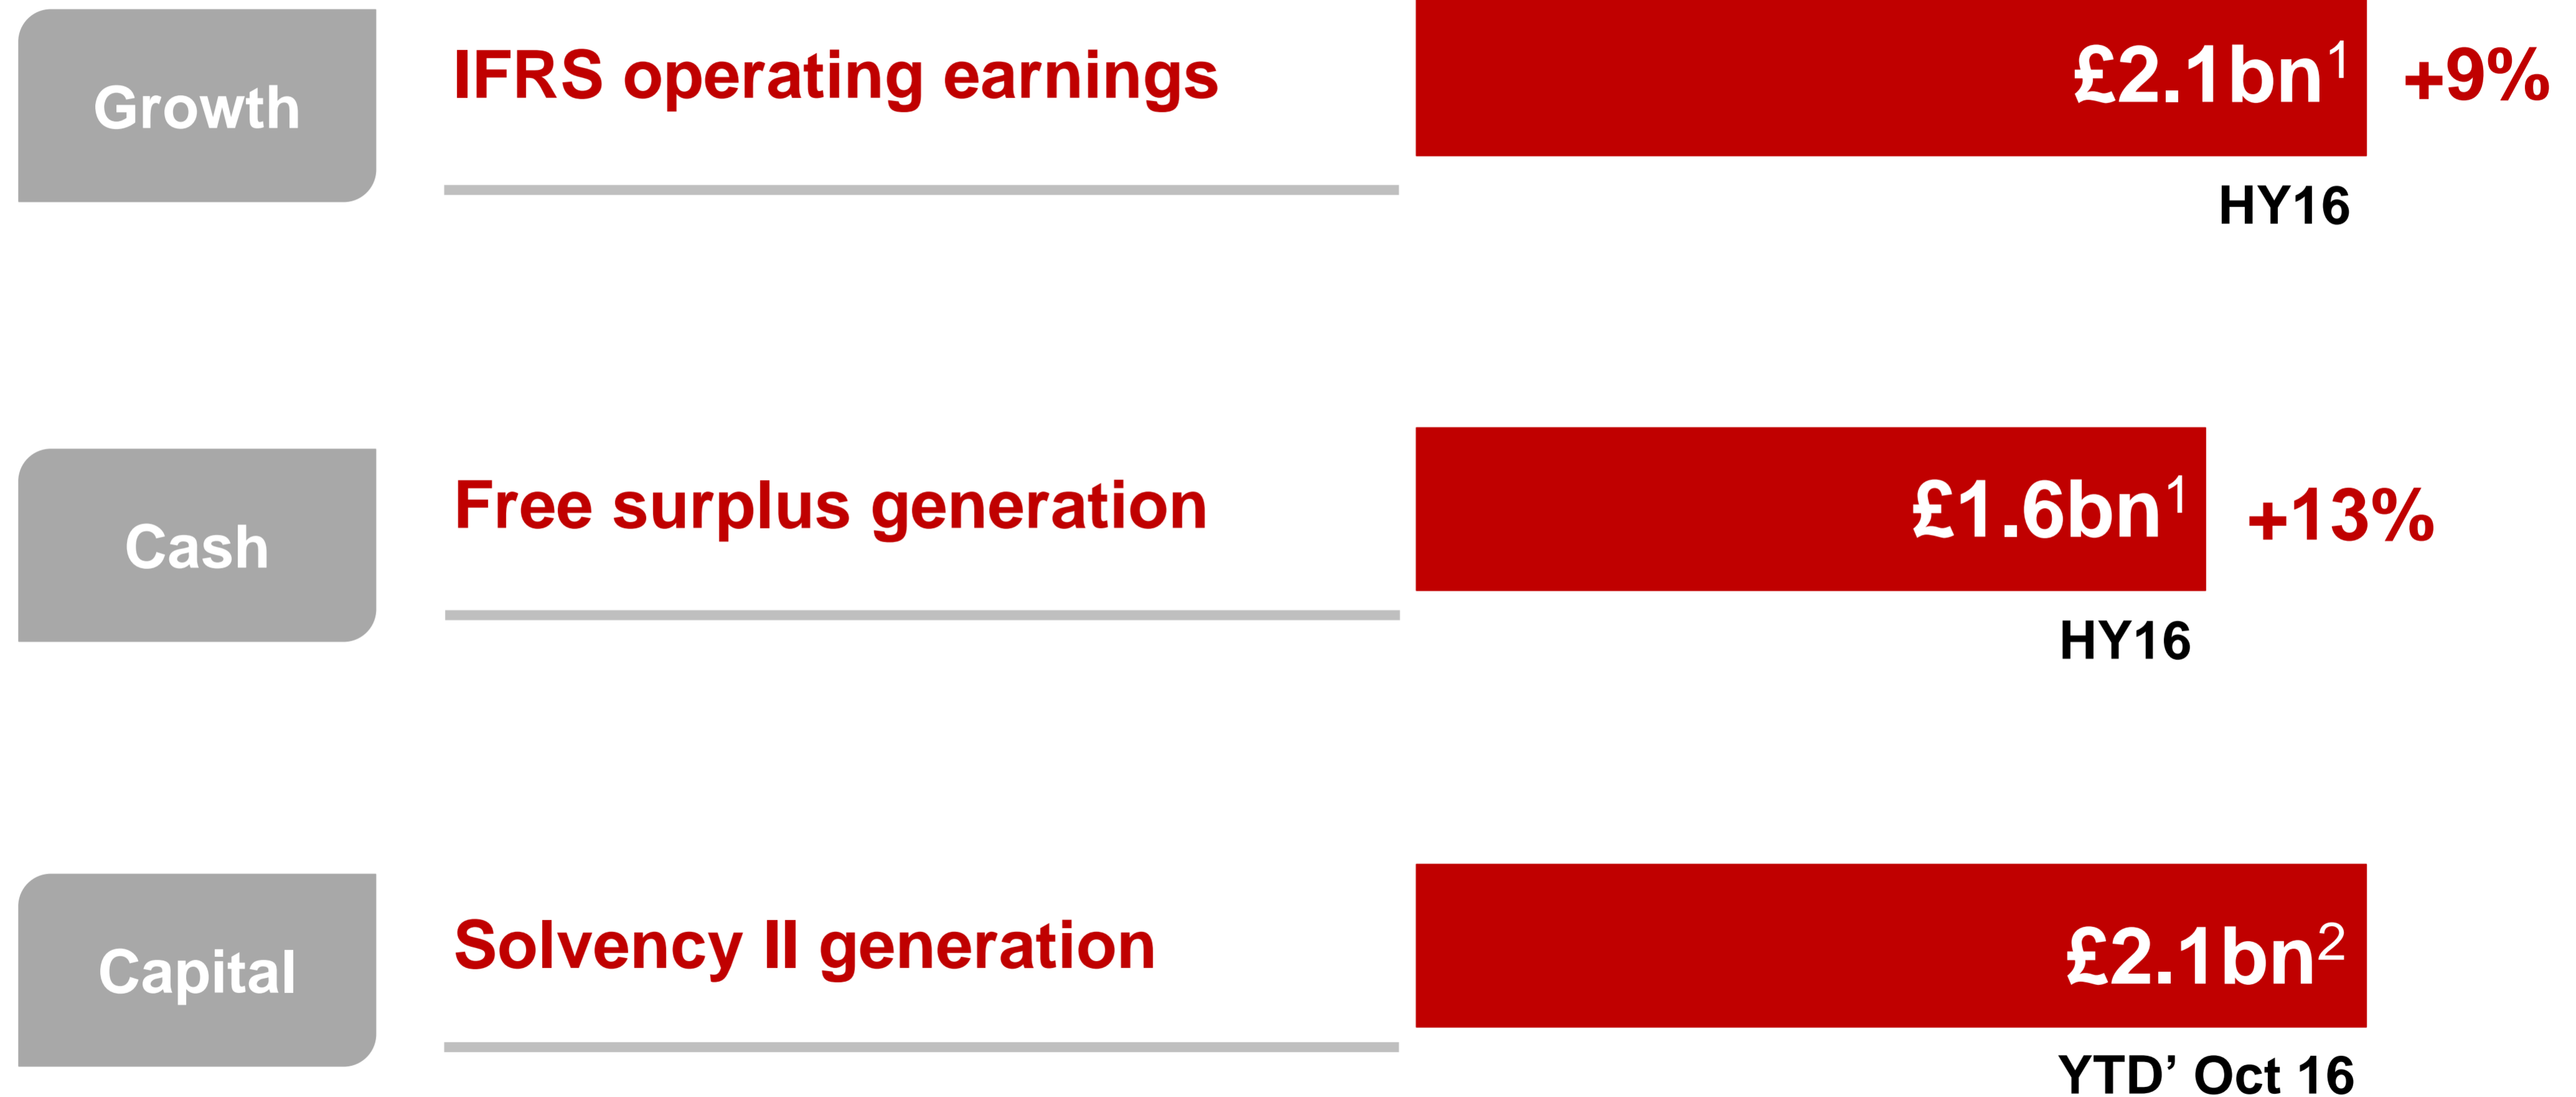 Growth
IFRS operating earnings
£2.1bn1
+9%
HY16
Cash
Free surplus generation
£1.6bn1
+13%
HY16
Capital
Solvency II generation
£2.1bn2
YTD’ Oct 16